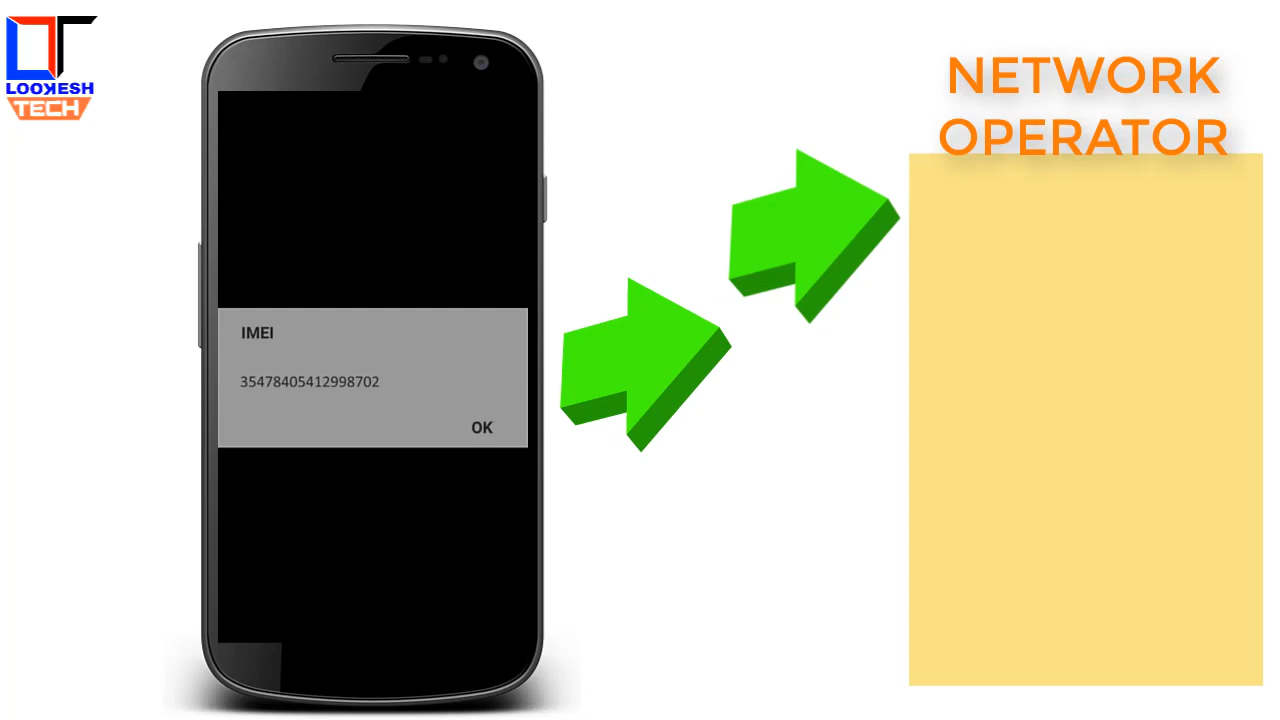 LOOKESH
TECH
NETWORK
OPERATOR
IMEI
35478405412998702
OK